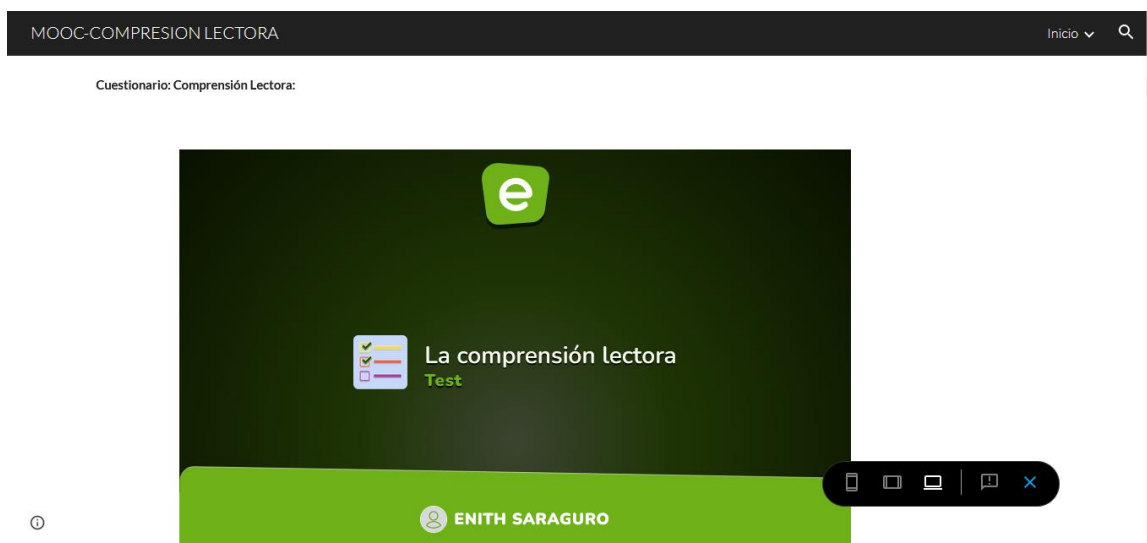 MOOC-COMPRESION LECTORA
Inicio
Cuestionario: Comprensión Lectora:
e
La comprensión lectora
Test
ENITH SARAGURO